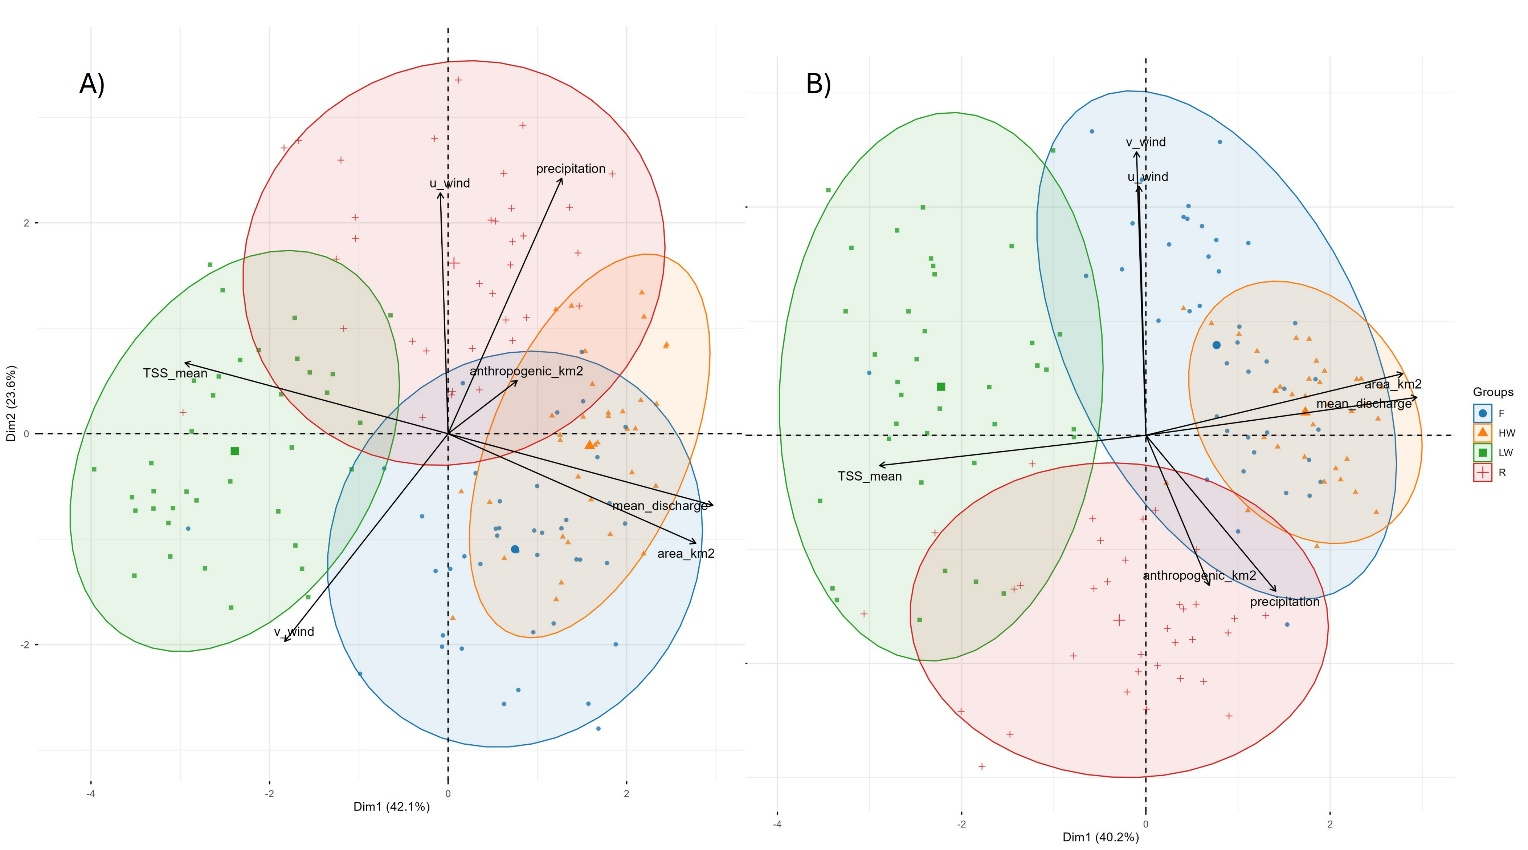 A)
precipitation
u_wind
TSS_mean
anthropogenic_km2
mean_discharge
area_km2
v_wind
Dim2 (23.6%)
2
0
-2
-4
-2
0
2
Dim1 (42.1%)
B)
v_wind
u_wind
area_km2
mean_discharge
TSS_mean
anthropogenic_km2
precipitation
-4
-2
0
2
Dim1 (40.2%)
Groups
F
HW
LW
R